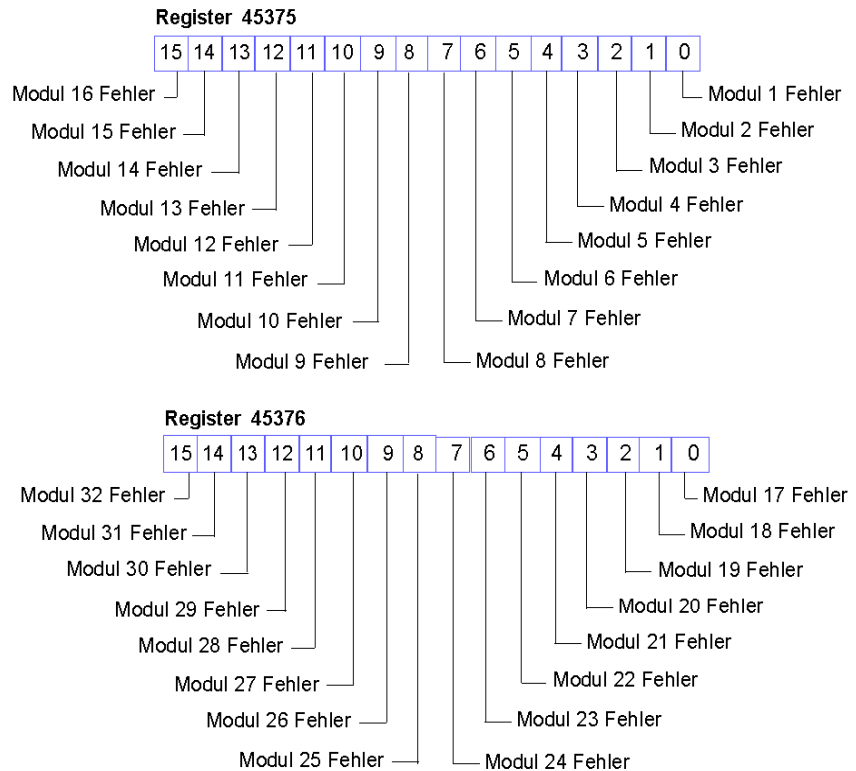 Register 45375
15 14 13 12 11 10 9 8 7 6 5 4 3 2 1 0
Modul 16 Fehler Modul 1 Fehler
Modul 15 Fehler Modul 2 Fehler
Modul 14 Fehler Modul 3 Fehler
Modul 13 Fehler Modul 4 Fehler
Modul 12 Fehler Modul 5 Fehler
Modul 11 Fehler Modul 6 Fehler
Modul 10 Fehler Modul 7 Fehler
Modul 9 Fehler Modul 8 Fehler
Register 45376
15 14 13 12 11 10 9 8 7 6 5 4 3 2 1 0
Modul 32 Fehler Modul 17 Fehler
Modul 31 Fehler Modul 18 Fehler
Modul 30 Fehler Modul 19 Fehler
Modul 29 Fehler Modul 20 Fehler
Modul 28 Fehler Modul 21 Fehler
Modul 27 Fehler Modul 22 Fehler
Modul 26 Fehler Modul 23 Fehler
Modul 25 Fehler Modul 24 Fehler